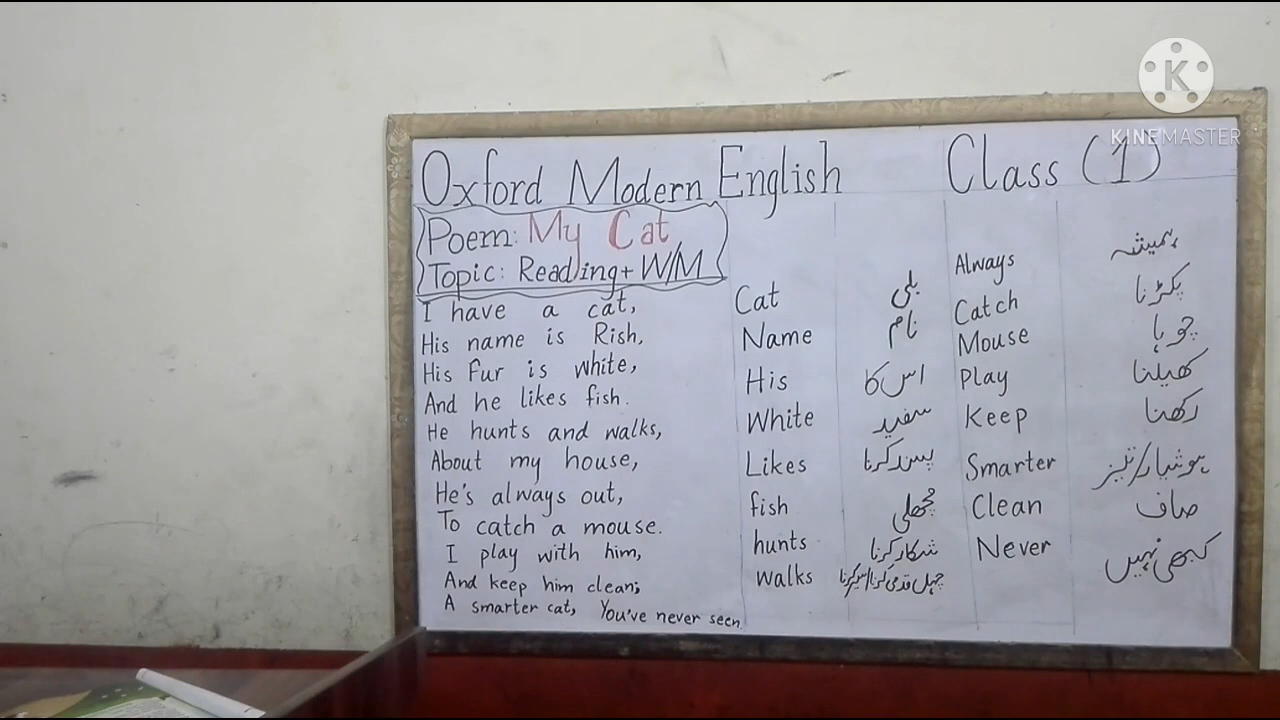 K
KINEMASTER
Oxford Modern English Class (1)
Poem: My Cat
Topic: Reading+ W/M
I have a cat,
His name is Rish,
His Fur is white,
And he likes fish.
He hunts and walks,
About my house,
He's always out,
To catch a mouse.
I play with him,
And keep him clean;
A smarter cat, You've never seen.
Cat بلی
Name نام
His اس کا
White سفید
Likes پسند کرنا
fish مچھلی
hunts شکار کرنا
walks چہل قدمی کرنا
Always ہمیشہ
Catch پکڑنا
Mouse چوہا
Play کھیلنا
Keep رکھنا
Smarter ہوشیار/تیز
Clean صاف
Never کبھی نہیں